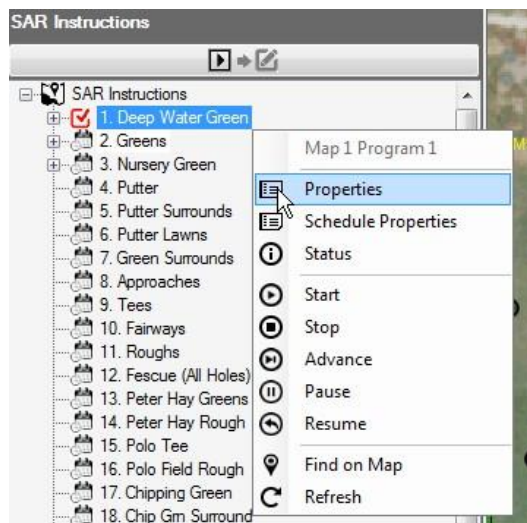 SAR Instructions
SAR Instructions
1. Deep Water Green
2. Greens
3. Nursery Green
4. Putter
5. Putter Surrounds
6. Putter Lawns
7. Green Surrounds
8. Approaches
9. Tees
10. Fairways
11. Roughs
12. Fescue (All Holes)
13. Peter Hay Greens
14. Peter Hay Rough
15. Polo Tee
16. Polo Field Rough
17. Chipping Green
18. Chip Grn Surround
Map 1 Program 1
Properties
Schedule Properties
Status
Start
Stop
Advance
Pause
Resume
Find on Map
Refresh